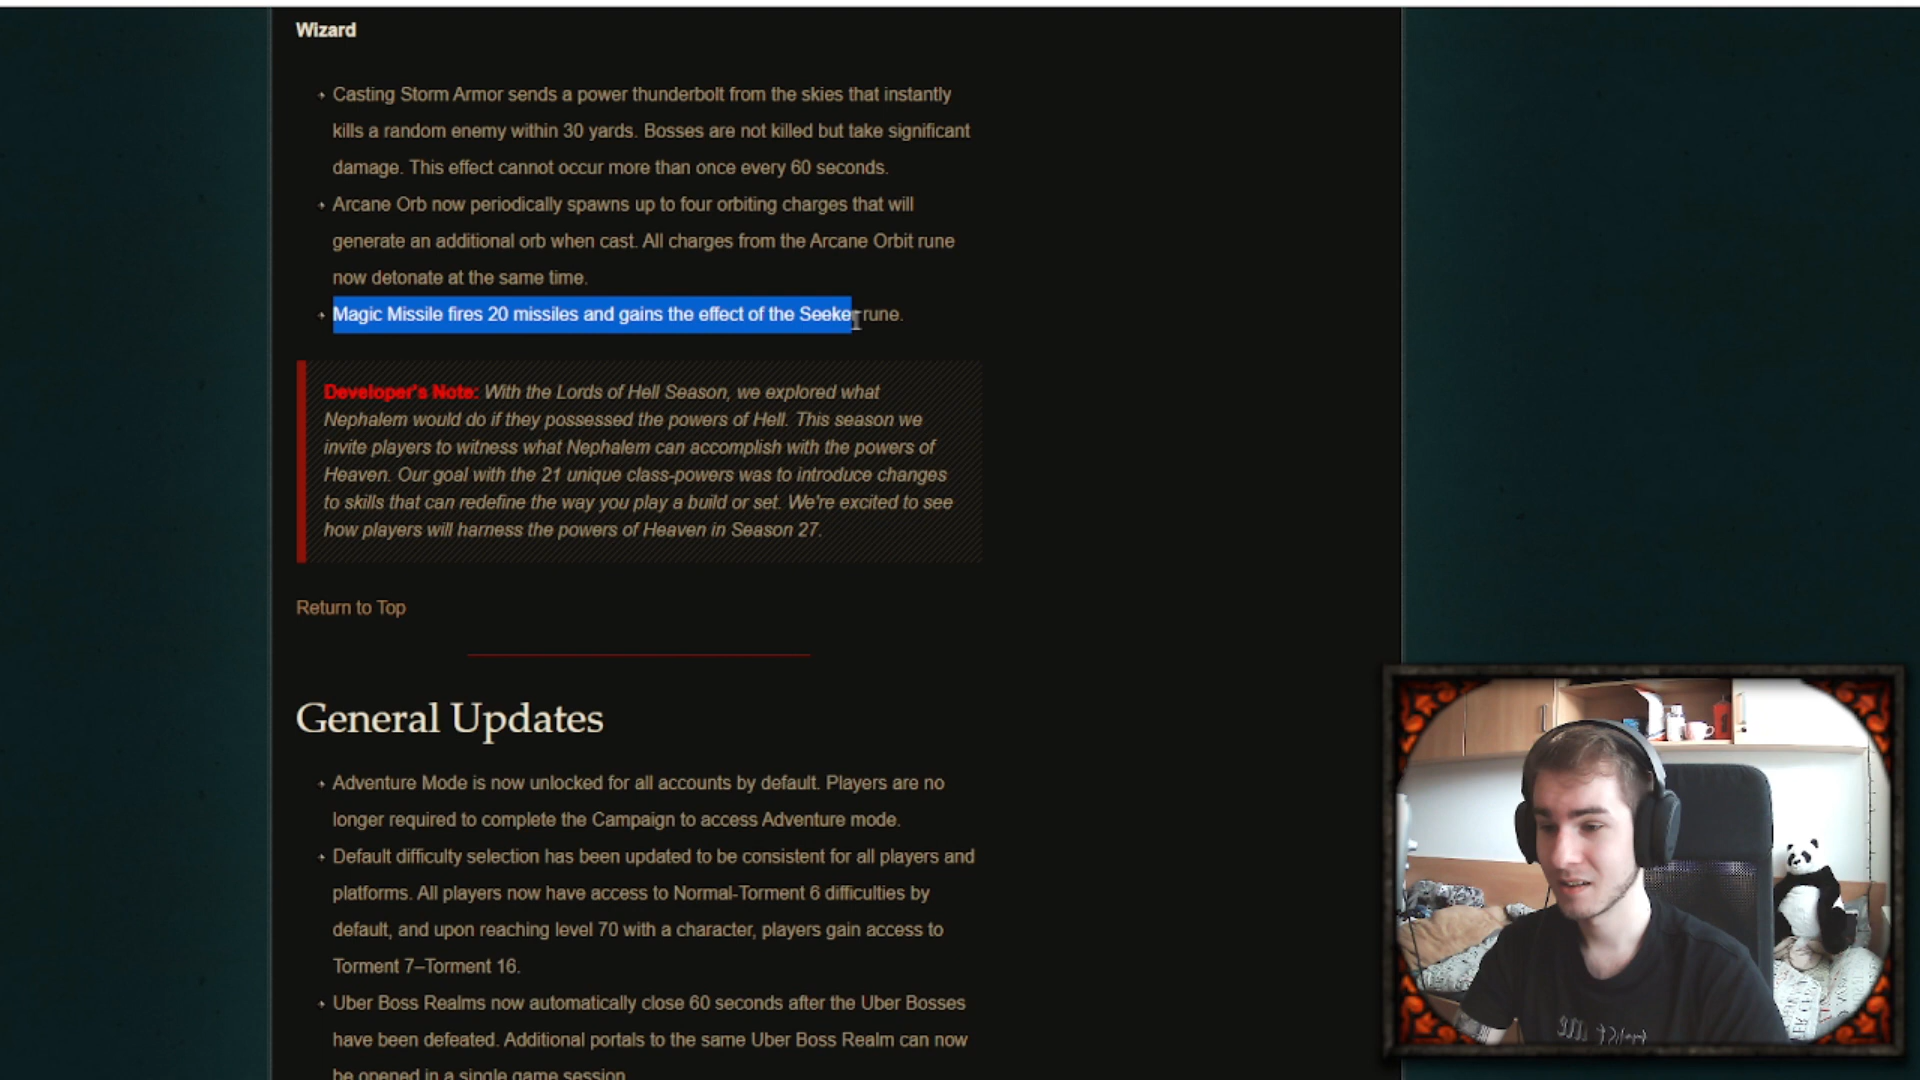 Wizard
Casting Storm Armor sends a power thunderbolt from the skies that instantly
kills a random enemy within 30 yards. Bosses are not killed but take significant
damage. This effect cannot occur more than once every 60 seconds.
Arcane Orb now periodically spawns up to four orbiting charges that will
generate an additional orb when cast. All charges from the Arcane Orbit rune
now detonate at the same time.
Magic Missile fires 20 missiles and gains the effect of the Seeker rune.
Developer's Note: With the Lords of Hell Season, we explored what
Nephalem would do if they possessed the powers of Hell. This season we
invite players to witness what Nephalem can accomplish with the powers of
Heaven. Our goal with the 21 unique class-powers was to introduce changes
to skills that can redefine the way you play a build or set. We're excited to see
how players will harness the powers of Heaven in Season 27.
Return to Top
General Updates
Adventure Mode is now unlocked for all accounts by default. Players are no
longer required to complete the Campaign to access Adventure mode.
Default difficulty selection has been updated to be consistent for all players and
platforms. All players now have access to Normal-Torment 6 difficulties by
default, and upon reaching level 70 with a character, players gain access to
Torment 7–Torment 16.
Uber Boss Realms now automatically close 60 seconds after the Uber Bosses
have been defeated. Additional portals to the same Uber Boss Realm can now
be opened in a single game session.